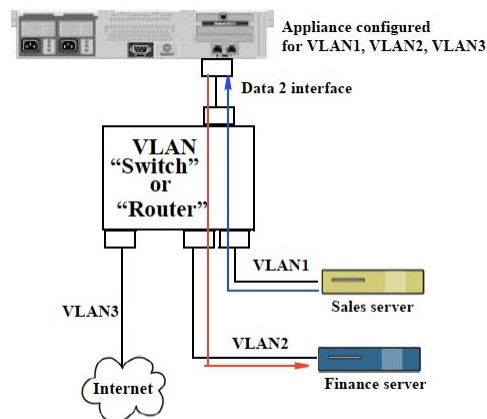 Appliance configured
for VLAN1, VLAN2, VLAN3
Data 2 interface
VLAN
“Switch”
or
“Router”
VLAN1
Sales server
VLAN3
VLAN2
Internet
Finance server